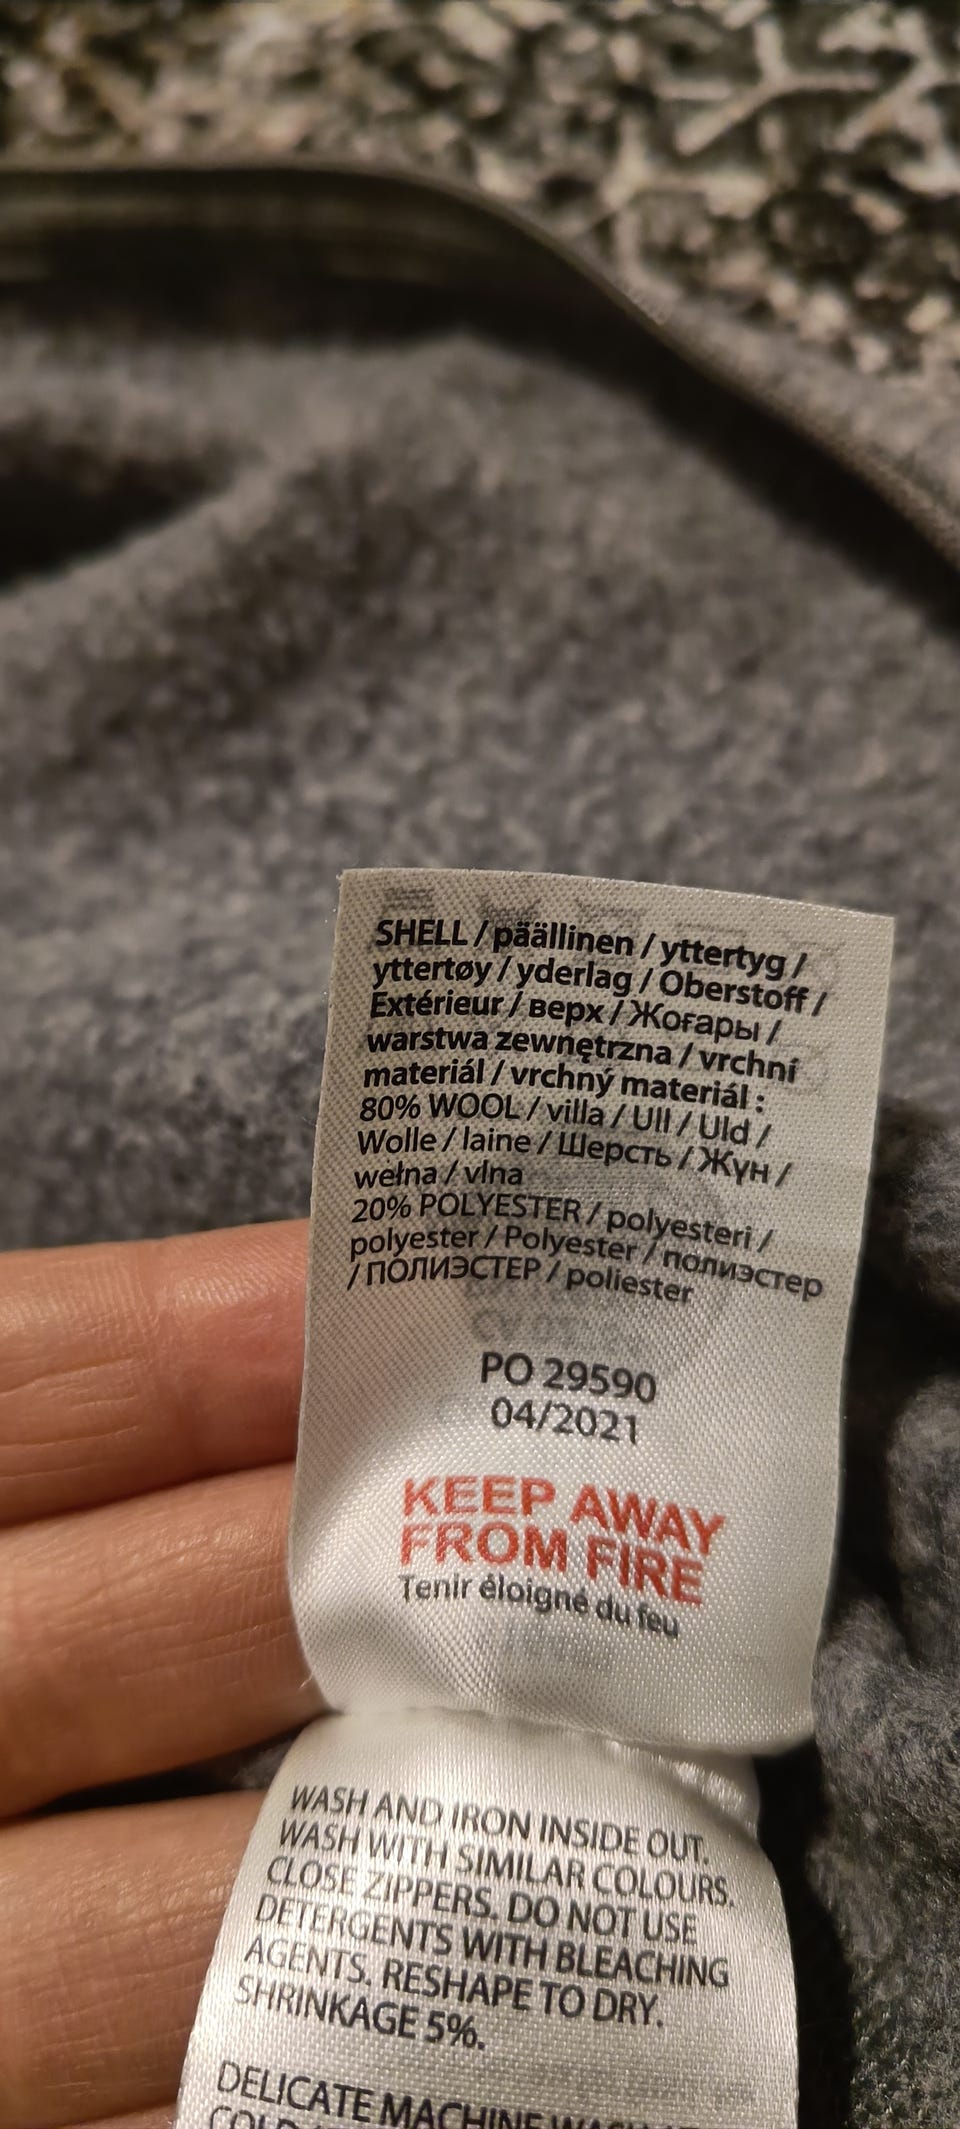 SHELL / päällinen / yttertyg /
yttertøy / yderlag / Oberstoff /
Extérieur / верх / Жоғары /
warstwa zewnętrzna / vrchní
materiál / vrchný materiál :
80% WOOL / villa / Ull / Uld /
Wolle / laine / Шерсть / Жүн /
wełna / vlna
20% POLYESTER / polyesteri /
polyester / Polyester / полиэстер
/ ПОЛИЭСТЕР / poliester
PO 29590
04/2021
KEEP AWAY
FROM FIRE
Tenir éloigné du feu
WASH AND IRON INSIDE OUT.
WASH WITH SIMILAR COLOURS.
CLOSE ZIPPERS. DO NOT USE
DETERGENTS WITH BLEACHING
AGENTS. RESHAPE TO DRY.
SHRINKAGE 5%.
DELICATE MACHINE